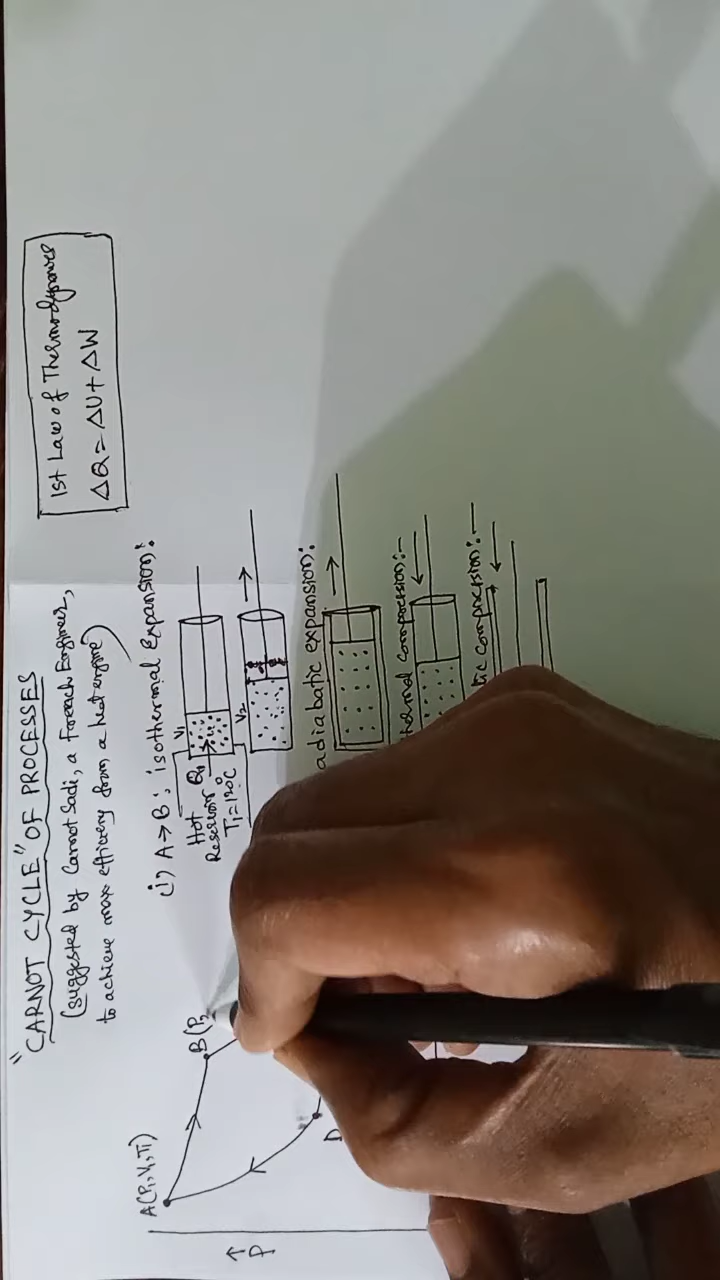 "CARNOT CYCLE" OF PROCESSES
(suggested by Carnot Sadi, a French Engineer,
to achieve max efficiency from a heat engine)
1st Law of Thermodynamics
ΔQ = ΔU + ΔW
(i) A→B: isothermal Expansion:
V1
Hot Q1
Reservoir
V2
adiabatic expansion:
thermal compression:-
tic compression:-
A(P1,V1,T1)
B(P2
D
P